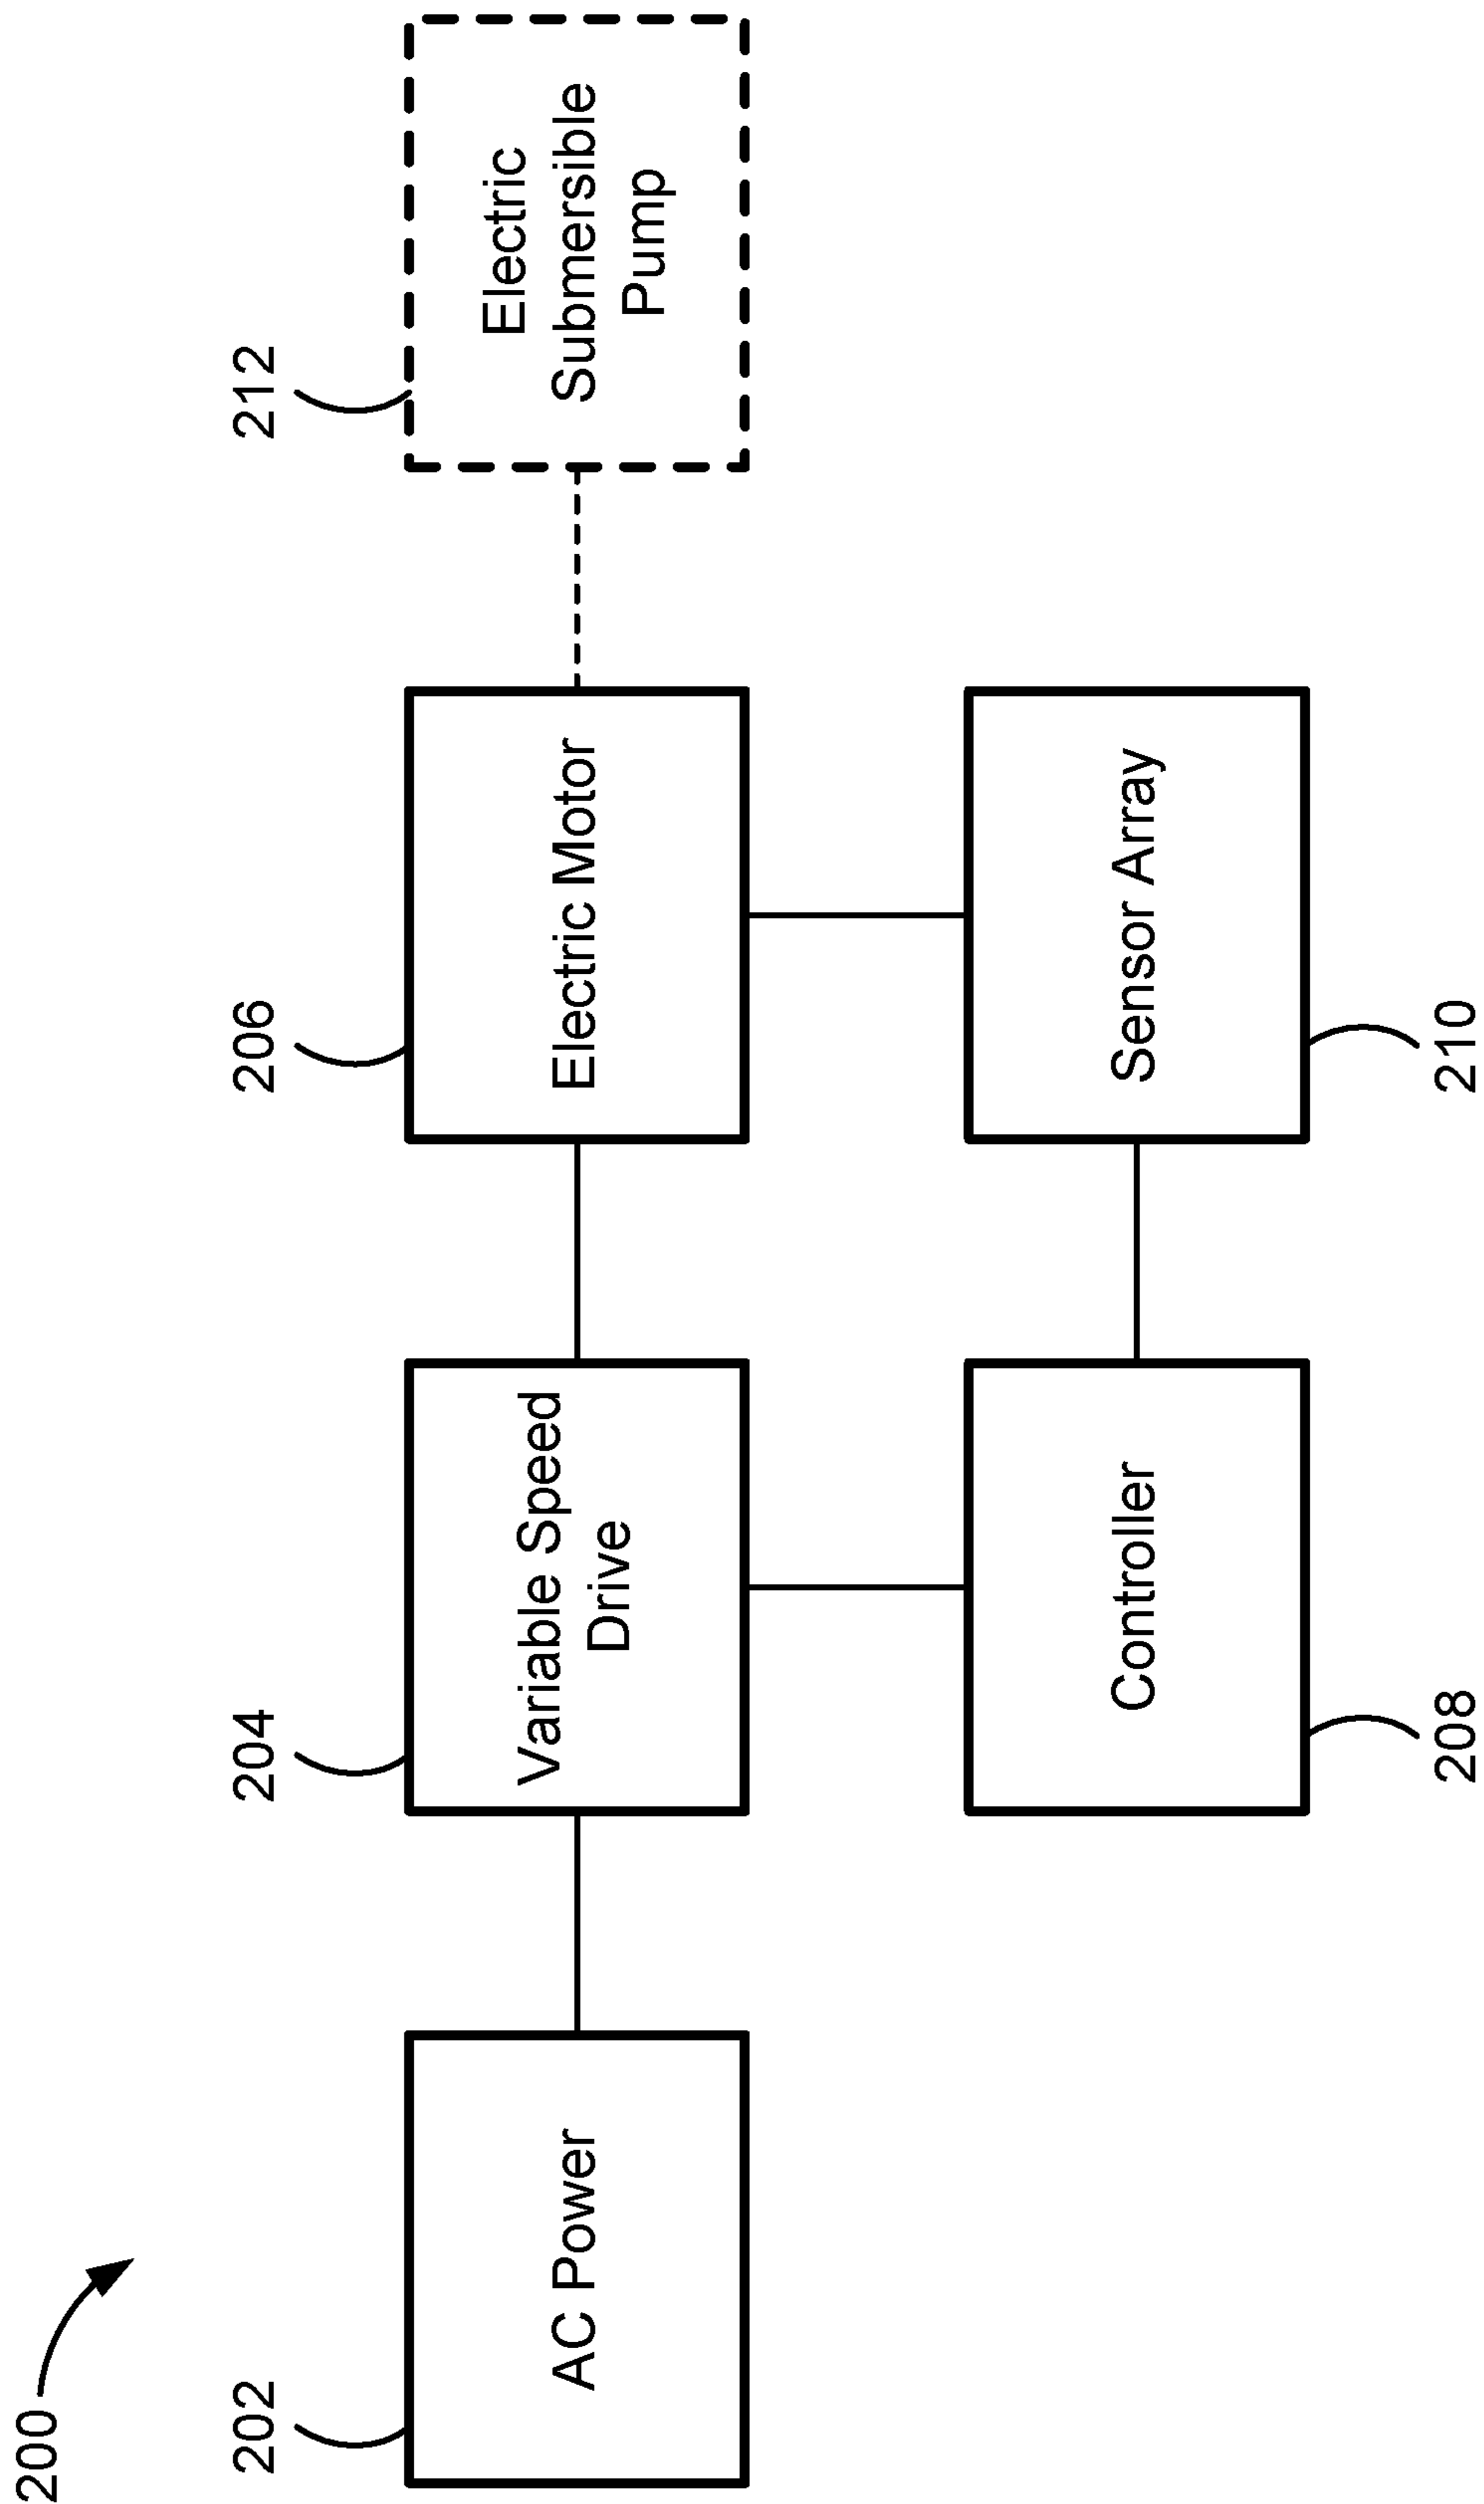 200
202
204
206
212
AC Power
Variable Speed
Drive
Electric Motor
Electric
Submersible
Pump
Controller
Sensor Array
208
210